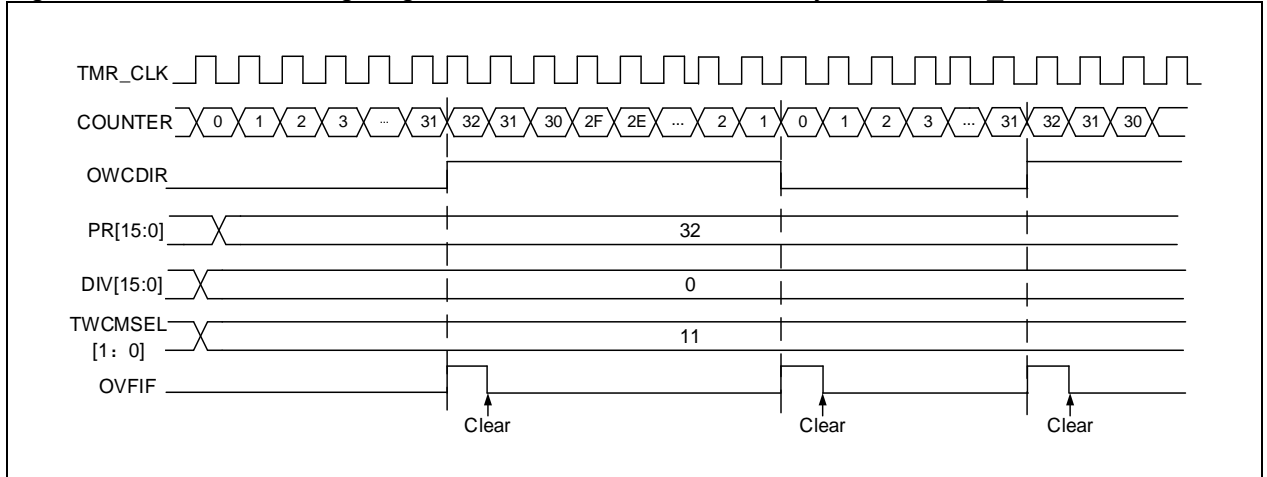 TMR_CLK
COUNTER 0 1 2 3 ... 31 32 31 30 2F 2E ... 2 1 0 1 2 3 ... 31 32 31 30
OWCDIR
PR[15:0] 32
DIV[15:0] 0
TWCMSEL
[1：0] 11
OVFIF
Clear Clear Clear